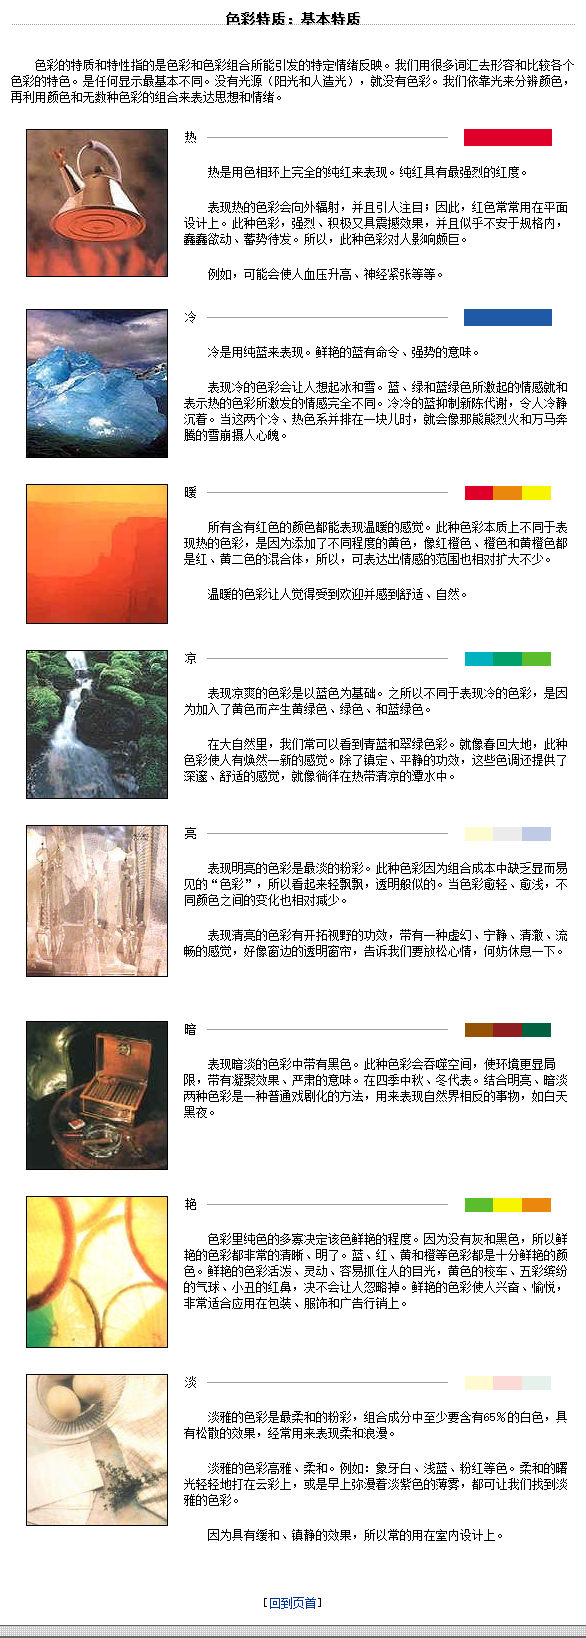 色彩特质：基本特质
色彩的特质和特性指的是色彩和色彩组合所能引发的特定情绪反映。我们用很多词汇去形容和比较各个
色彩的特色。是任何显示最基本不同。没有光源（阳光和人造光），就没有色彩。我们依靠光来分辨颜色，
再利用颜色和无数种色彩的组合来表达思想和情绪。
热
热是用色相环上完全的纯红来表现。纯红具有最强烈的红度。
表现热的色彩会向外辐射，并且引人注目；因此，红色常常用在平面
设计上。此种色彩，强烈、积极又具震撼效果，并且似乎不安于规格内，
蠢蠢欲动、蓄势待发。所以，此种色彩对人影响颇巨。
例如，可能会使人血压升高、神经紧张等等。
冷
冷是用纯蓝来表现。鲜艳的蓝有命令、强势的意味。
表现冷的色彩会让人想起冰和雪。蓝、绿和蓝绿色所激起的情感就和
表示热的色彩所激发的情感完全不同。冷冷的蓝抑制新陈代谢，令人冷静
沉着。当这两个冷、热色系并排在一块儿时，就会像那熊熊烈火和万马奔
腾的雪崩摄人心魄。
暖
所有含有红色的颜色都能表现温暖的感觉。此种色彩本质上不同于表
现热的色彩，是因为添加了不同程度的黄色，像红橙色、橙色和黄橙色都
是红、黄二色的混合体，所以，可表达出情感的范围也相对扩大不少。
温暖的色彩让人觉得受到欢迎并感到舒适、自然。
凉
表现凉爽的色彩是以蓝色为基础。之所以不同于表现冷的色彩，是因
为加入了黄色而产生黄绿色、绿色、和蓝绿色。
在大自然里，我们常可以看到青蓝和翠绿色彩。就像春回大地，此种
色彩使人有焕然一新的感觉。除了镇定、平静的功效，这些色调还提供了
深邃、舒适的感觉，就像徜徉在热带清凉的潭水中。
亮
表现明亮的色彩是最淡的粉彩。此种色彩因为组合成本中缺乏显而易
见的“色彩”，所以看起来轻飘飘，透明般似的。当色彩愈轻、愈浅，不
同颜色之间的变化也相对减少。
表现清亮的色彩有开拓视野的功效，带有一种虚幻、宁静、清澈、流
畅的感觉，好像窗边的透明窗帘，告诉我们要放松心情，何妨休息一下。
暗
表现暗淡的色彩中带有黑色。此种色彩会吞噬空间，使环境更显局
限，带有凝聚效果、严肃的意味。在四季中秋、冬代表。结合明亮、暗淡
两种色彩是一种普通戏剧化的方法，用来表现自然界相反的事物，如白天
黑夜。
艳
色彩里纯色的多寡决定该色鲜艳的程度。因为没有灰和黑色，所以鲜
艳的色彩都非常的清晰、明了。蓝、红、黄和橙等色彩都是十分鲜艳的颜
色。鲜艳的色彩活泼、灵动、容易抓住人的目光，黄色的校车、五彩缤纷
的气球、小丑的红鼻，决不会让人忽略掉。鲜艳的色彩使人兴奋、愉悦，
非常适合应用在包装、服饰和广告行销上。
淡
淡雅的色彩是最柔和的粉彩，组合成分中至少要含有65%的白色，具
有松散的效果，经常用来表现柔和浪漫。
淡雅的色彩高雅、柔和。例如：象牙白、浅蓝、粉红等色。柔和的曙
光轻轻地打在云彩上，或是早上弥漫着淡紫色的薄雾，都可让我们找到淡
雅的色彩。
因为具有缓和、镇静的效果，所以常的用在室内设计上。
[回到页首]